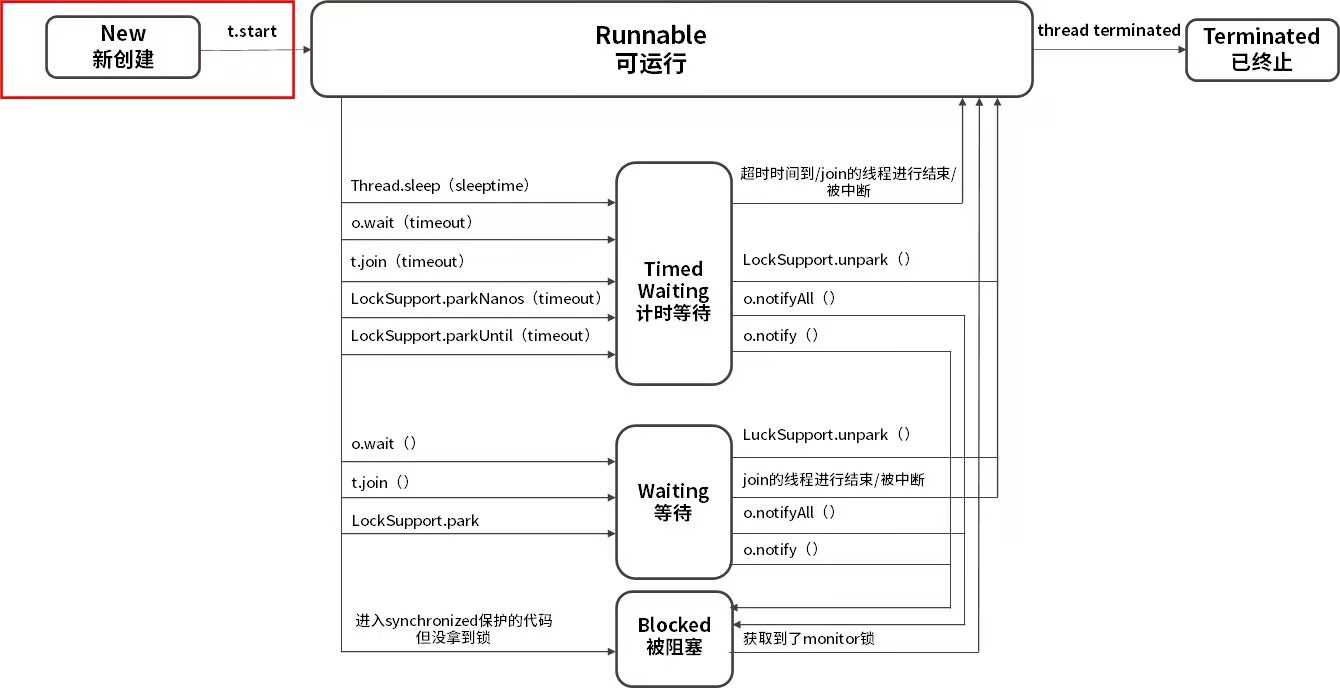 New
新创建
t.start
Runnable
可运行
thread terminated
Terminated
已终止
Thread.sleep（sleeptime）
o.wait（timeout）
t.join（timeout）
LockSupport.parkNanos（timeout）
LockSupport.parkUntil（timeout）
Timed
Waiting
计时等待
超时时间到/join的线程进行结束/
被中断
LockSupport.unpark（）
o.notifyAll（）
o.notify（）
o.wait（）
t.join（）
LockSupport.park
Waiting
等待
LuckSupport.unpark（）
join的线程进行结束/被中断
o.notifyAll（）
o.notify（）
进入synchronized保护的代码
但没拿到锁
Blocked
被阻塞
获取到了monitor锁